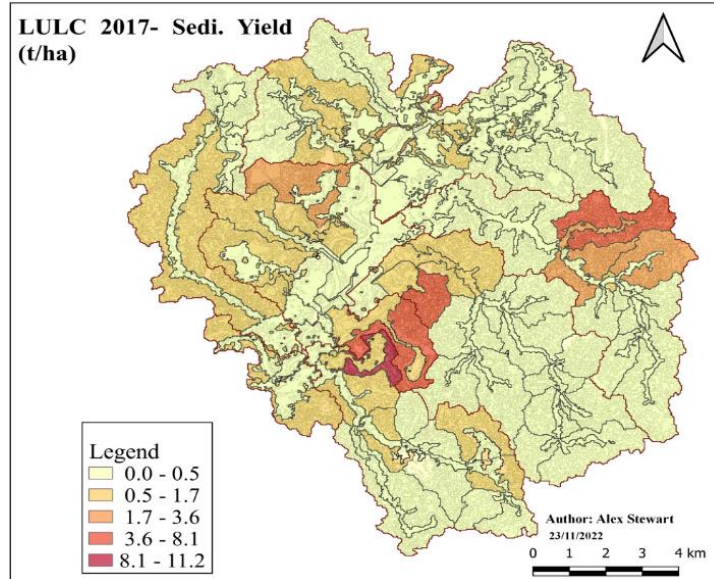 LULC 2017- Sedi. Yield
(t/ha)
Legend
0.0 - 0.5
0.5 - 1.7
1.7 - 3.6
3.6 - 8.1
8.1 - 11.2
Author: Alex Stewart
23/11/2022
0 1 2 3 4 km